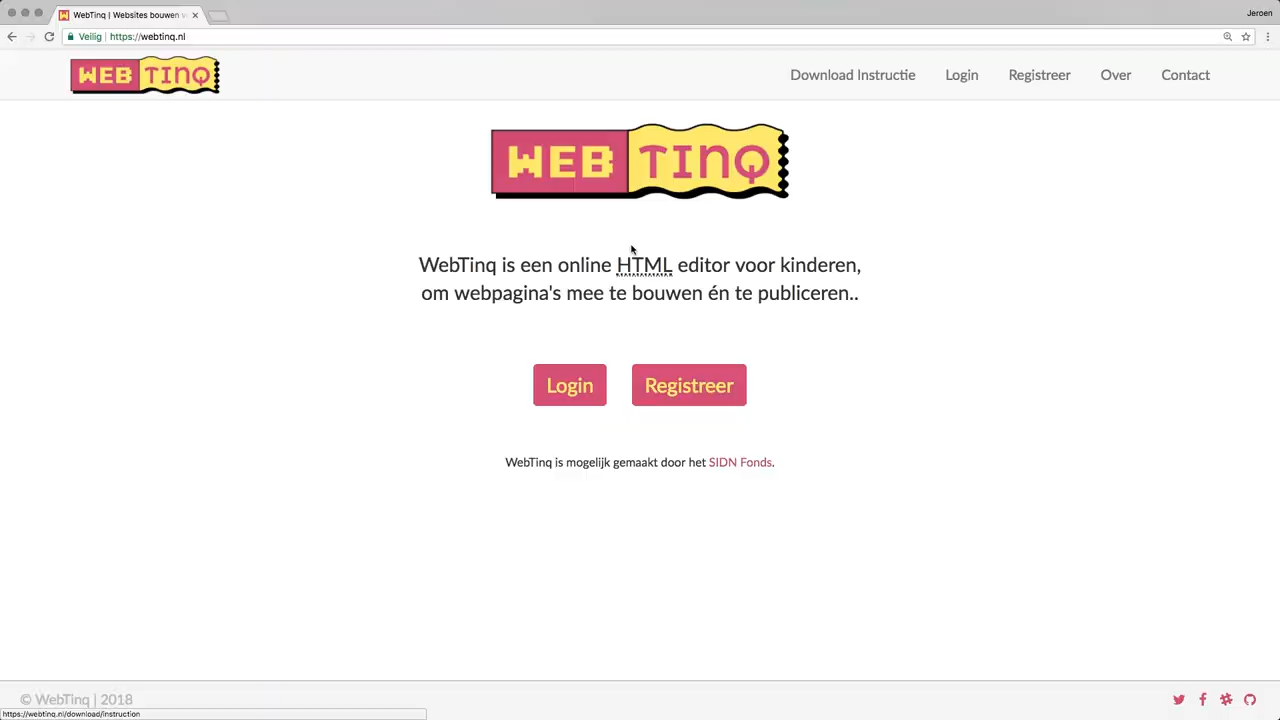 WebTinq | Websites bouwen v
Jeroen
Veilig | https://webtinq.nl
WEB TINQ
Download Instructie Login Registreer Over Contact
WEB TINQ
WebTinq is een online HTML editor voor kinderen,
om webpagina's mee te bouwen én te publiceren..
Login Registreer
WebTinq is mogelijk gemaakt door het SIDN Fonds.
© WebTinq | 2018
https://webtinq.nl/download/instruction